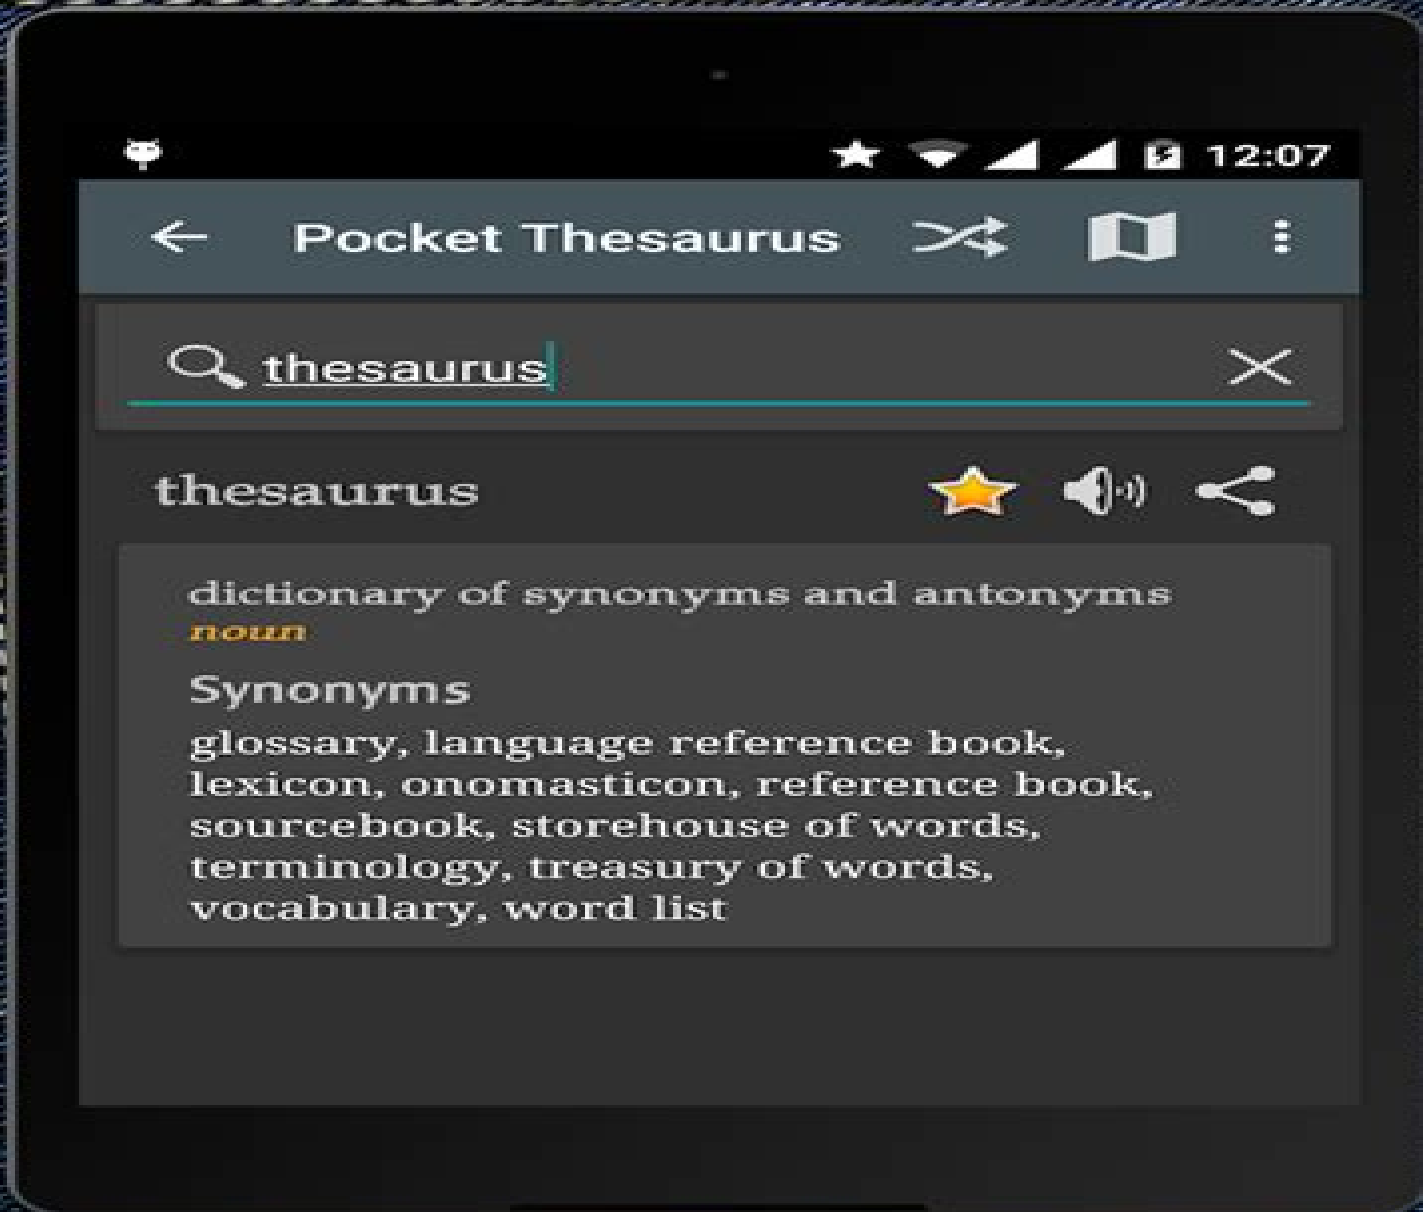 12:07
Pocket Thesaurus
thesaurus
thesaurus
dictionary of synonyms and antonyms
noun
Synonyms
glossary, language reference book,
lexicon, onomasticon, reference book,
sourcebook, storehouse of words,
terminology, treasury of words,
vocabulary, word list